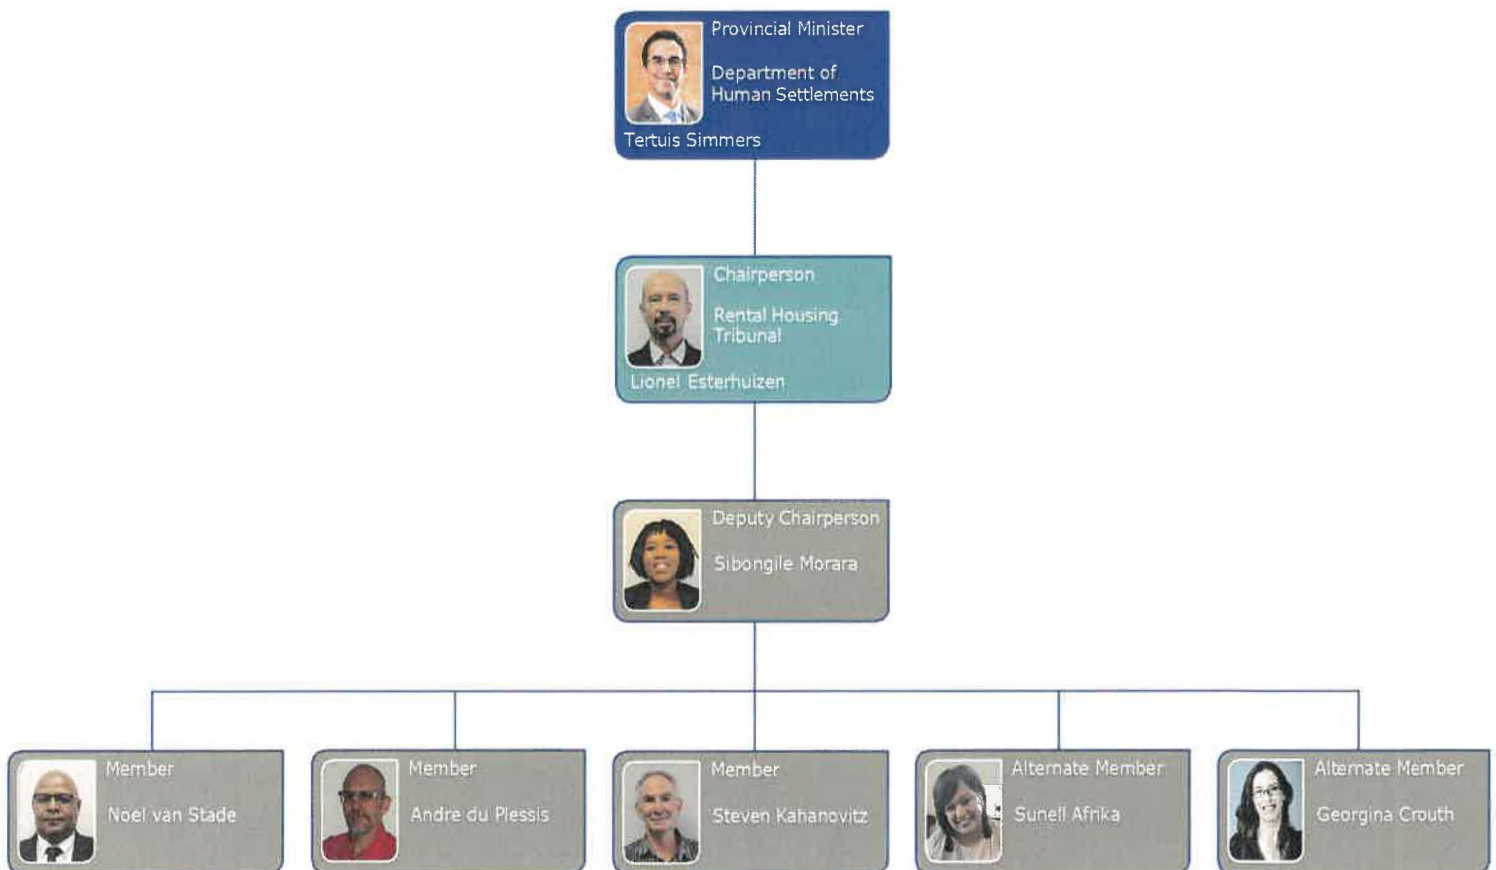 Provincial Minister
Department of
Human Settlements
Tertuis Simmers
Chairperson
Rental Housing
Tribunal
Lionel Esterhuizen
Deputy Chairperson
Sibongile Morara
Member
Noel van Stade
Member
Andre du Plessis
Member
Steven Kahanovitz
Alternate Member
Sunell Afrika
Alternate Member
Georgina Crouth